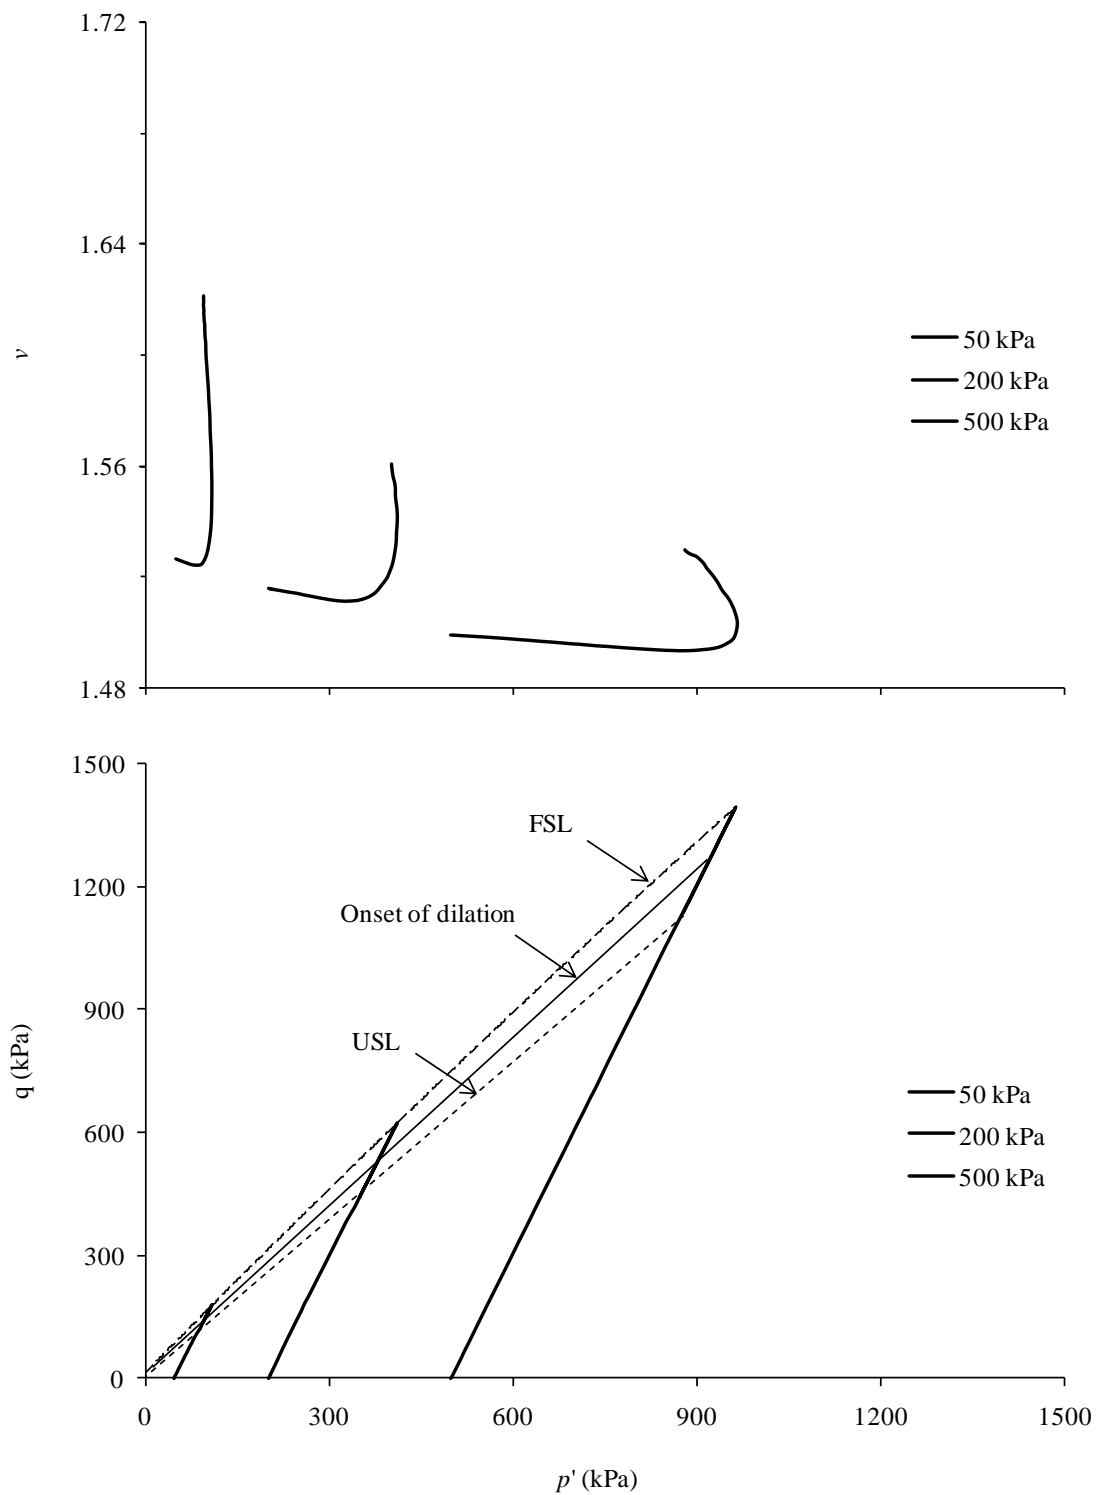 1.72
1.64
v
50 kPa
200 kPa
500 kPa
1.56
1.48
1500
FSL
1200
Onset of dilation
900
USL
q (kPa)
50 kPa
600
200 kPa
500 kPa
300
0
0 300 600 900 1200 1500
p' (kPa)